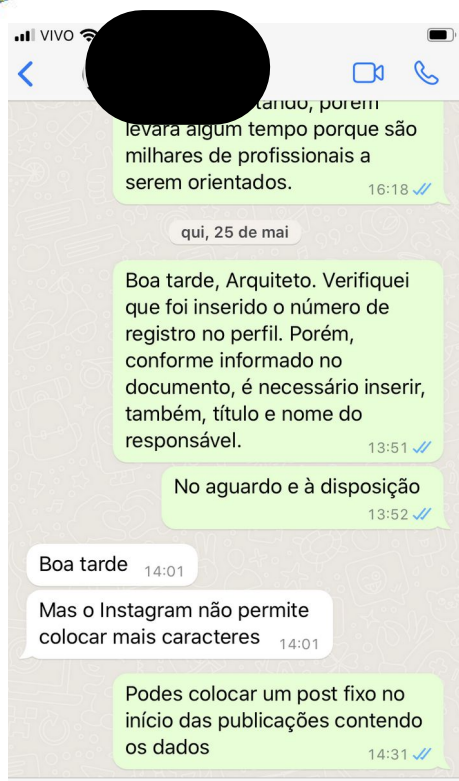 VIVO
tando, porém
levará algum tempo porque são
milhares de profissionais a
serem orientados.
16:18
qui, 25 de mai
Boa tarde, Arquiteto. Verifiquei
que foi inserido o número de
registro no perfil. Porém,
conforme informado no
documento, é necessário inserir,
também, título e nome do
responsável.
13:51
No aguardo e à disposição
13:52
Boa tarde 14:01
Mas o Instagram não permite
colocar mais caracteres 14:01
Podes colocar um post fixo no
início das publicações contendo
os dados
14:31